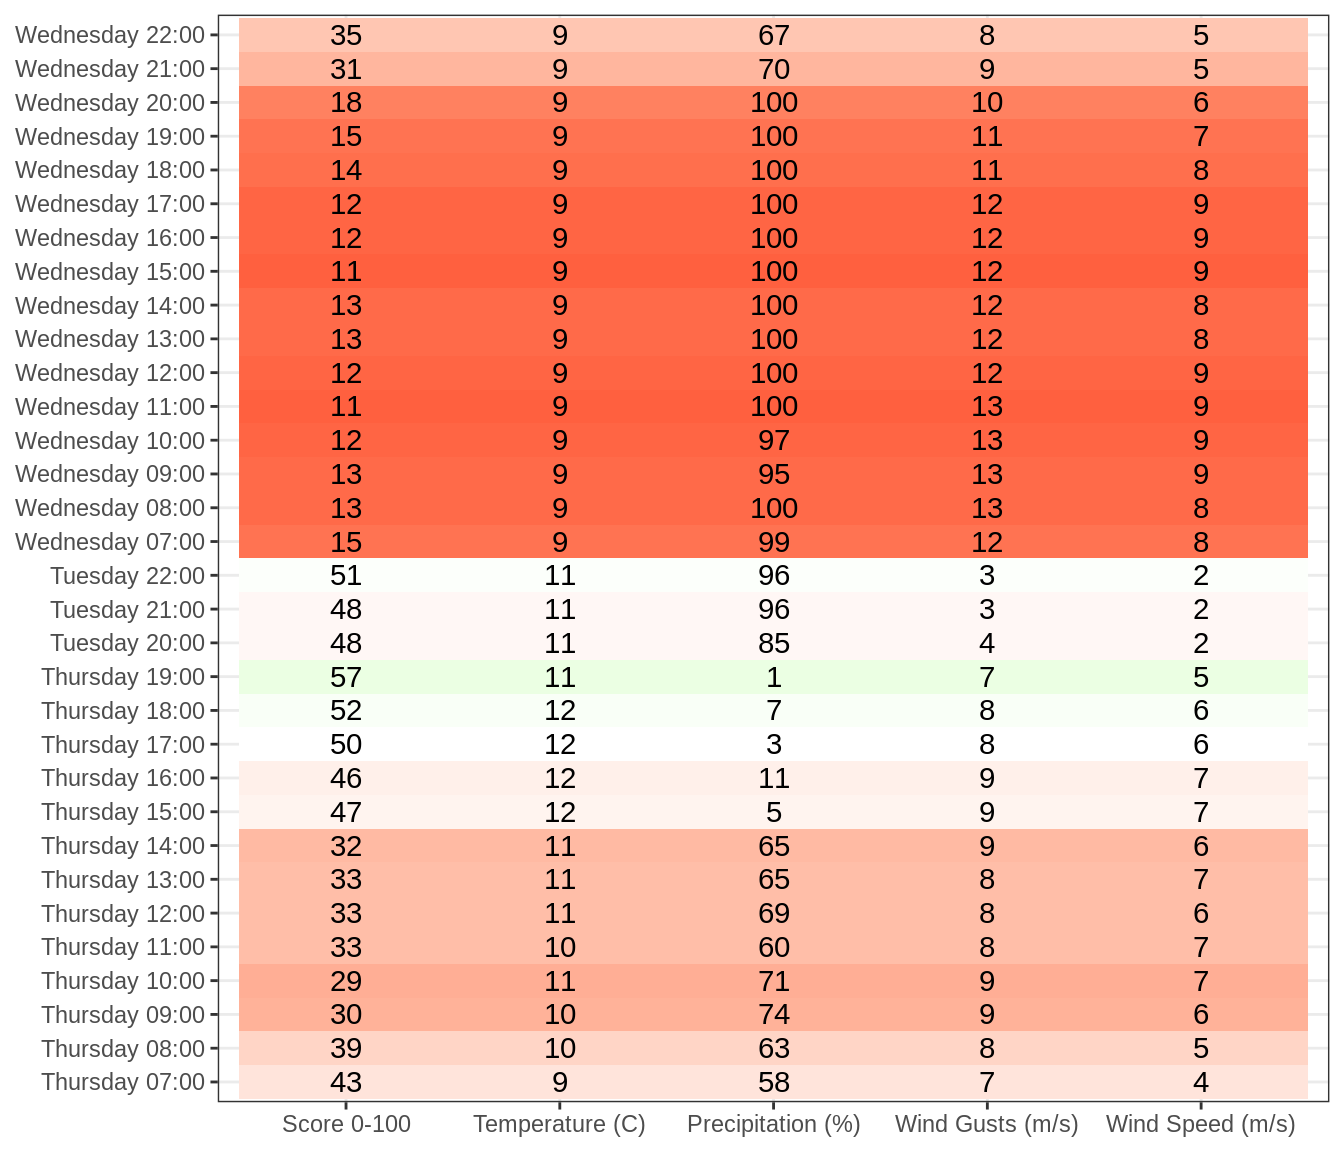 Wednesday 22:00 35 9 67 8 5
Wednesday 21:00 31 9 70 9 5
Wednesday 20:00 18 9 100 10 6
Wednesday 19:00 15 9 100 11 7
Wednesday 18:00 14 9 100 11 8
Wednesday 17:00 12 9 100 12 9
Wednesday 16:00 12 9 100 12 9
Wednesday 15:00 11 9 100 12 9
Wednesday 14:00 13 9 100 12 8
Wednesday 13:00 13 9 100 12 8
Wednesday 12:00 12 9 100 12 9
Wednesday 11:00 11 9 100 13 9
Wednesday 10:00 12 9 97 13 9
Wednesday 09:00 13 9 95 13 9
Wednesday 08:00 13 9 100 13 8
Wednesday 07:00 15 9 99 12 8
Tuesday 22:00 51 11 96 3 2
Tuesday 21:00 48 11 96 3 2
Tuesday 20:00 48 11 85 4 2
Thursday 19:00 57 11 1 7 5
Thursday 18:00 52 12 7 8 6
Thursday 17:00 50 12 3 8 6
Thursday 16:00 46 12 11 9 7
Thursday 15:00 47 12 5 9 7
Thursday 14:00 32 11 65 9 6
Thursday 13:00 33 11 65 8 7
Thursday 12:00 33 11 69 8 6
Thursday 11:00 33 10 60 8 7
Thursday 10:00 29 11 71 9 7
Thursday 09:00 30 10 74 9 6
Thursday 08:00 39 10 63 8 5
Thursday 07:00 43 9 58 7 4
Score 0-100 Temperature (C) Precipitation (%) Wind Gusts (m/s) Wind Speed (m/s)